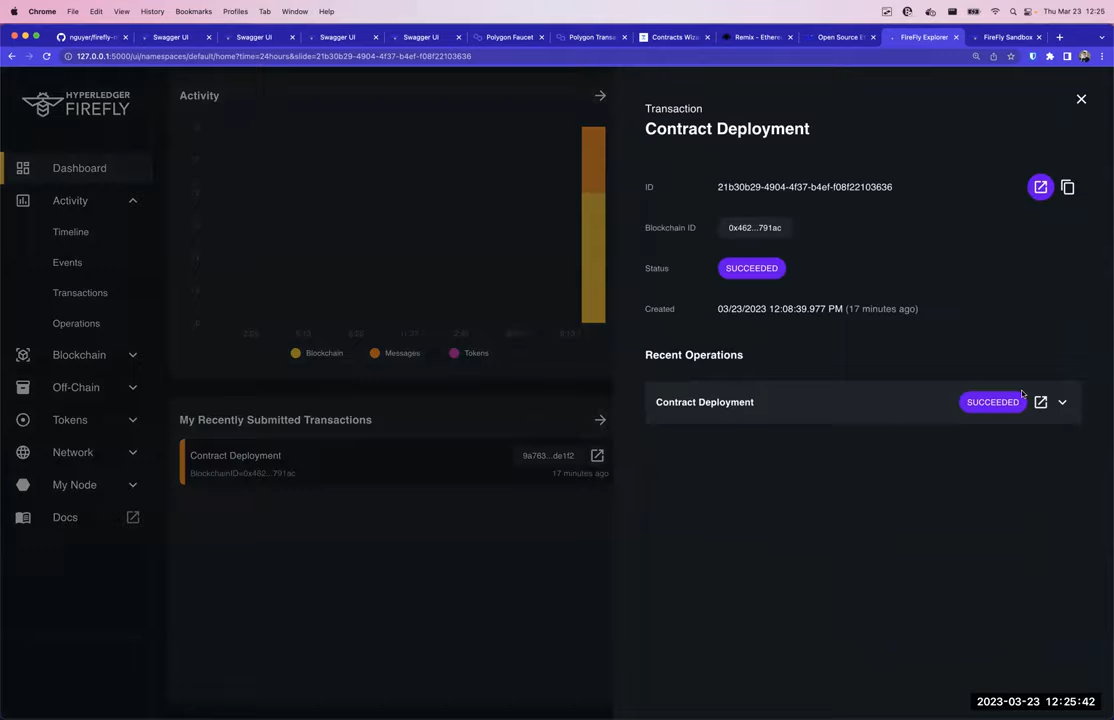 Chrome File Edit View History Bookmarks Profiles Tab Window Help Thu Mar 23 12:25
nguyer/firefly-m Swagger UI Swagger UI Swagger UI Swagger UI Polygon Faucet Polygon Transa Contracts Wiza Remix - Ethere Open Source Et FireFly Explorer FireFly Sandbox
127.0.0.1:5000/ui/namespaces/default/home?time=24hours&slide=21b30b29-4904-4f37-b4ef-f08f22103636
HYPERLEDGER
FIREFLY
Dashboard
Activity
Timeline
Events
Transactions
Operations
Blockchain
Off-Chain
Tokens
Network
My Node
Docs
Activity
Blockchain Messages Tokens
My Recently Submitted Transactions
Contract Deployment 9a763...de1f2
BlockchainID=0x462...791ac 17 minutes ago
Transaction
Contract Deployment
ID 21b30b29-4904-4f37-b4ef-f08f22103636
Blockchain ID 0x462...791ac
Status SUCCEEDED
Created 03/23/2023 12:08:39.977 PM (17 minutes ago)
Recent Operations
Contract Deployment SUCCEEDED
2023-03-23 12:25:42